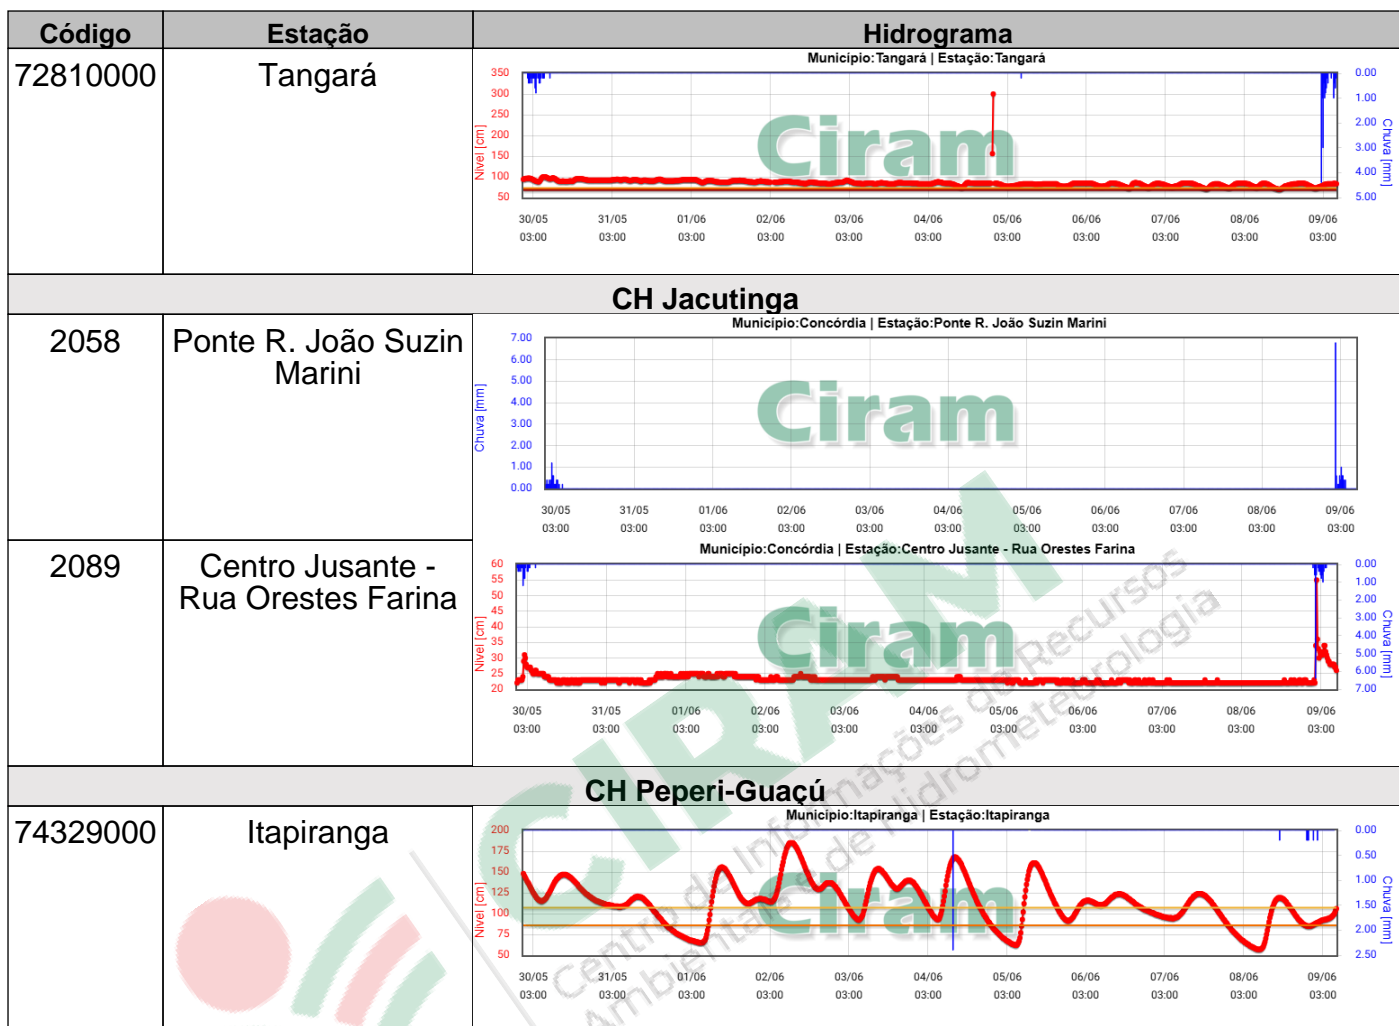 Código Estação Hidrograma
72810000 Tangará
Município:Tangará | Estação:Tangará
350 300 250 200 150 100 50
Nível [cm]
0.00 1.00 2.00 3.00 4.00 5.00
Chuva [mm]
Ciram
30/05 31/05 01/06 02/06 03/06 04/06 05/06 06/06 07/06 08/06 09/06
03:00 03:00 03:00 03:00 03:00 03:00 03:00 03:00 03:00 03:00 03:00
CH Jacutinga
2058 Ponte R. João Suzin
Marini
Município:Concórdia | Estação:Ponte R. João Suzin Marini
7.00 6.00 5.00 4.00 3.00 2.00 1.00 0.00
Chuva [mm]
Ciram
30/05 31/05 01/06 02/06 03/06 04/06 05/06 06/06 07/06 08/06 09/06
03:00 03:00 03:00 03:00 03:00 03:00 03:00 03:00 03:00 03:00 03:00
2089 Centro Jusante -
Rua Orestes Farina
Município:Concórdia | Estação:Centro Jusante - Rua Orestes Farina
60 55 50 45 40 35 30 25 20
Nível [cm]
0.00 1.00 2.00 3.00 4.00 5.00 6.00 7.00
Chuva [mm]
Ciram
30/05 31/05 01/06 02/06 03/06 04/06 05/06 06/06 07/06 08/06 09/06
03:00 03:00 03:00 03:00 03:00 03:00 03:00 03:00 03:00 03:00 03:00
CH Peperi-Guaçú
74329000 Itapiranga
Município:Itapiranga | Estação:Itapiranga
200 175 150 125 100 75 50
Nível [cm]
0.00 0.50 1.00 1.50 2.00 2.50
Chuva [mm]
Ciram
30/05 31/05 01/06 02/06 03/06 04/06 05/06 06/06 07/06 08/06 09/06
03:00 03:00 03:00 03:00 03:00 03:00 03:00 03:00 03:00 03:00 03:00
CIRAM
Centro de Informações de Recursos
Ambientais e de Hidrometeorologia